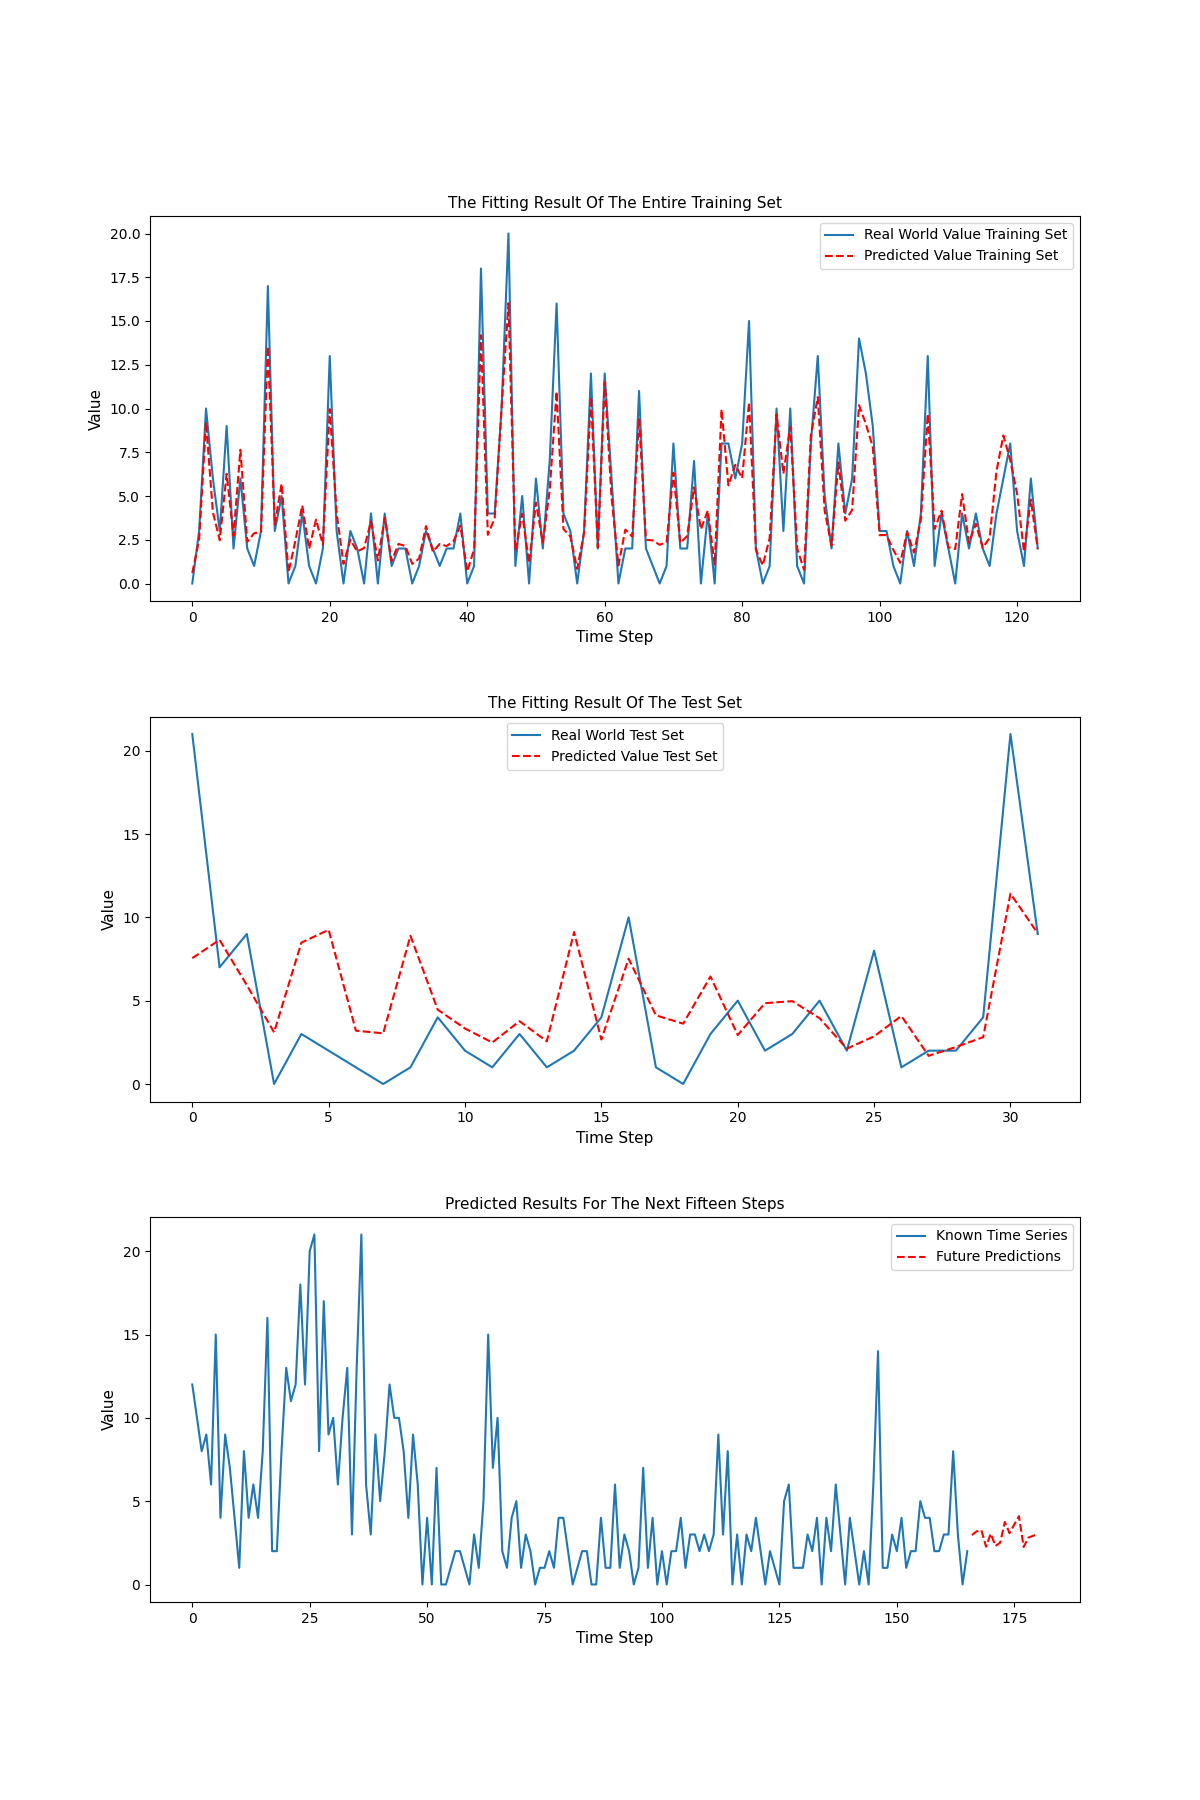 The Fitting Result Of The Entire Training Set
Real World Value Training Set
Predicted Value Training Set
Value
20.0
17.5
15.0
12.5
10.0
7.5
5.0
2.5
0.0
0 20 40 60 80 100 120
Time Step
The Fitting Result Of The Test Set
Real World Test Set
Predicted Value Test Set
Value
20
15
10
5
0
0 5 10 15 20 25 30
Time Step
Predicted Results For The Next Fifteen Steps
Known Time Series
Future Predictions
Value
20
15
10
5
0
0 25 50 75 100 125 150 175
Time Step